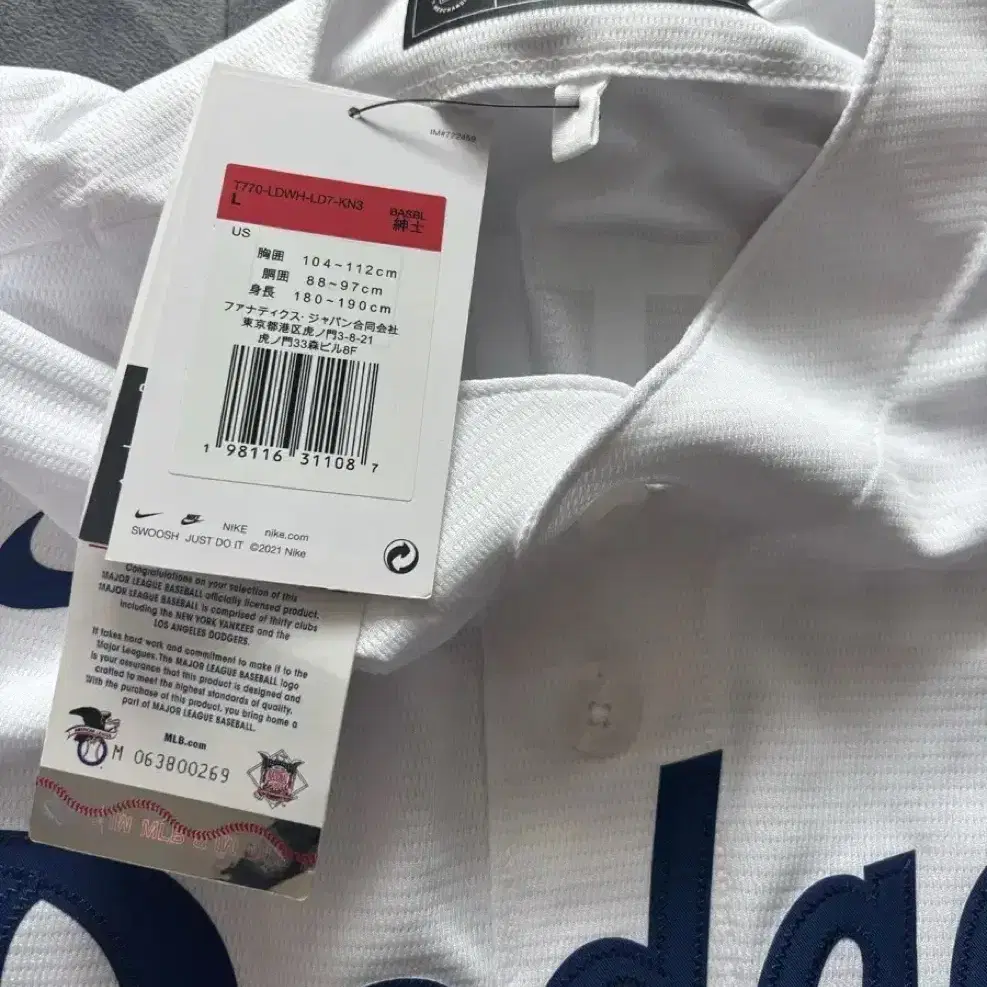 IM#722459
T770-LDWH-LD7-KN3
L
BASBL
紳士
US
胸囲 104~112cm
胴囲 88~97cm
身長 180~190cm
ファナティクス・ジャパン合同会社
東京都港区虎ノ門3-8-21
虎ノ門33森ビル8F
1 98116 31108 7
NIKE nike.com
SWOOSH JUST DO IT ©2021 Nike
Congratulations on your selection of this
MAJOR LEAGUE BASEBALL officially licensed product.
MAJOR LEAGUE BASEBALL is comprised of thirty clubs
including the NEW YORK YANKEES and the
LOS ANGELES DODGERS.
It takes hard work and commitment to make it to the
Major Leagues. The MAJOR LEAGUE BASEBALL logo
is your assurance that this product is designed and
crafted to meet the highest standards of quality.
With the purchase of this product, you bring home a
part of MAJOR LEAGUE BASEBALL.
MLB.com
M 063800269
Dodg